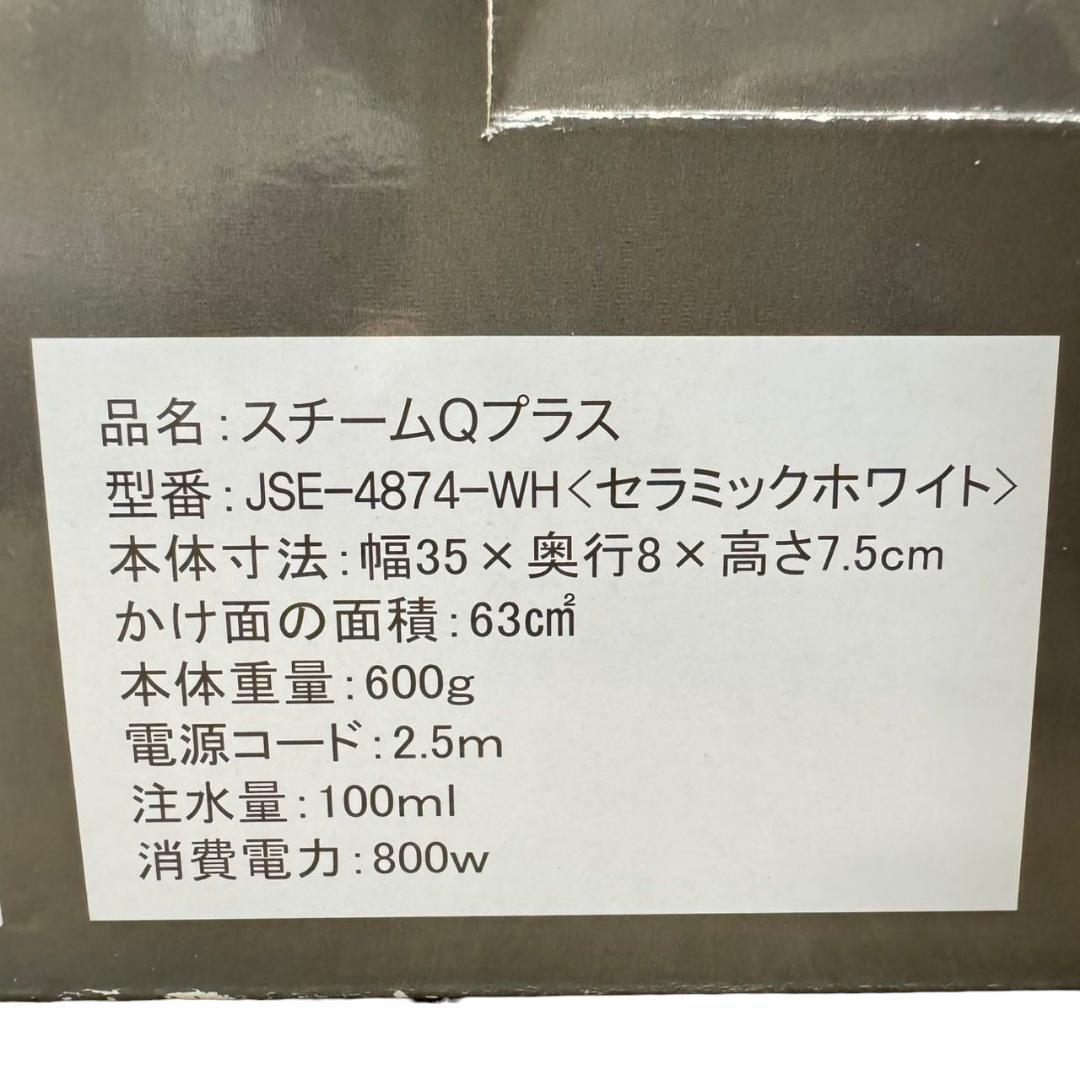 品名:スチームQプラス
型番:JSE-4874-WH<セラミックホワイト>
本体寸法:幅35×奥行8×高さ7.5cm
かけ面の面積:63c㎡
本体重量:600g
電源コード:2.5m
注水量:100ml
消費電力:800w